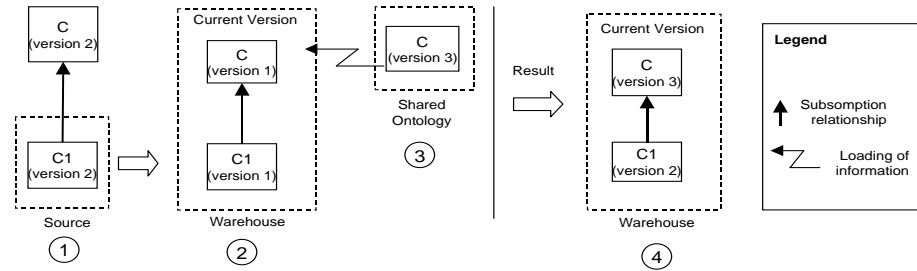 C
(version 2)
C1
(version 2)
Source
1
Current Version
C
(version 1)
C1
(version 1)
Warehouse
2
C
(version 3)
Shared
Ontology
3
Result
Current Version
C
(version 3)
C1
(version 2)
Warehouse
4
Legend
Subsomption
relationship
Loading of
information